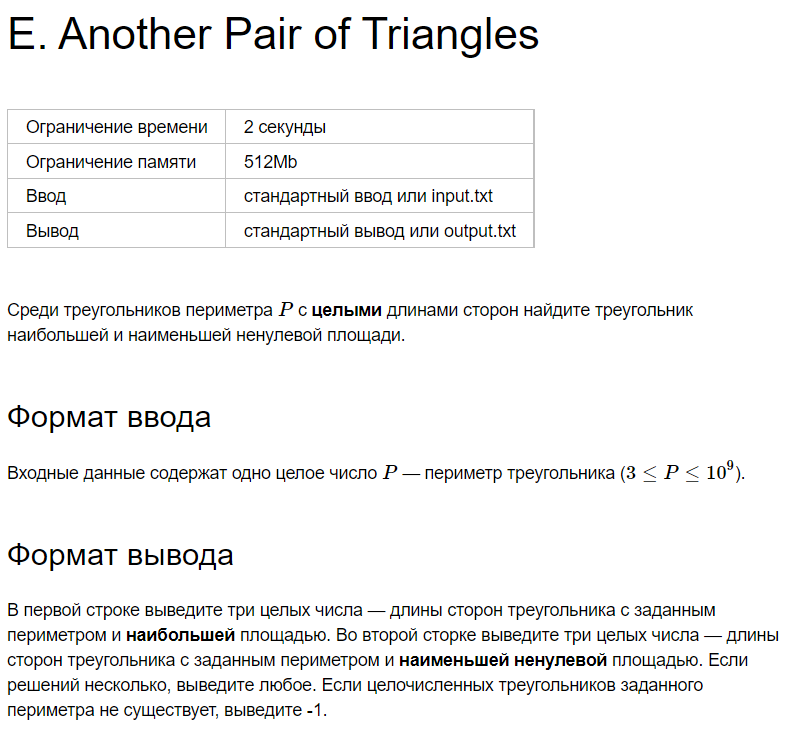 E. Another Pair of Triangles
Ограничение времени 2 секунды
Ограничение памяти 512Mb
Ввод стандартный ввод или input.txt
Вывод стандартный вывод или output.txt
Среди треугольников периметра P с целыми длинами сторон найдите треугольник
наибольшей и наименьшей ненулевой площади.
Формат ввода
Входные данные содержат одно целое число P — периметр треугольника (3 ≤ P ≤ 10⁹).
Формат вывода
В первой строке выведите три целых числа — длины сторон треугольника с заданным
периметром и наибольшей площадью. Во второй сторке выведите три целых числа — длины
сторон треугольника с заданным периметром и наименьшей ненулевой площадью. Если
решений несколько, выведите любое. Если целочисленных треугольников заданного
периметра не существует, выведите -1.